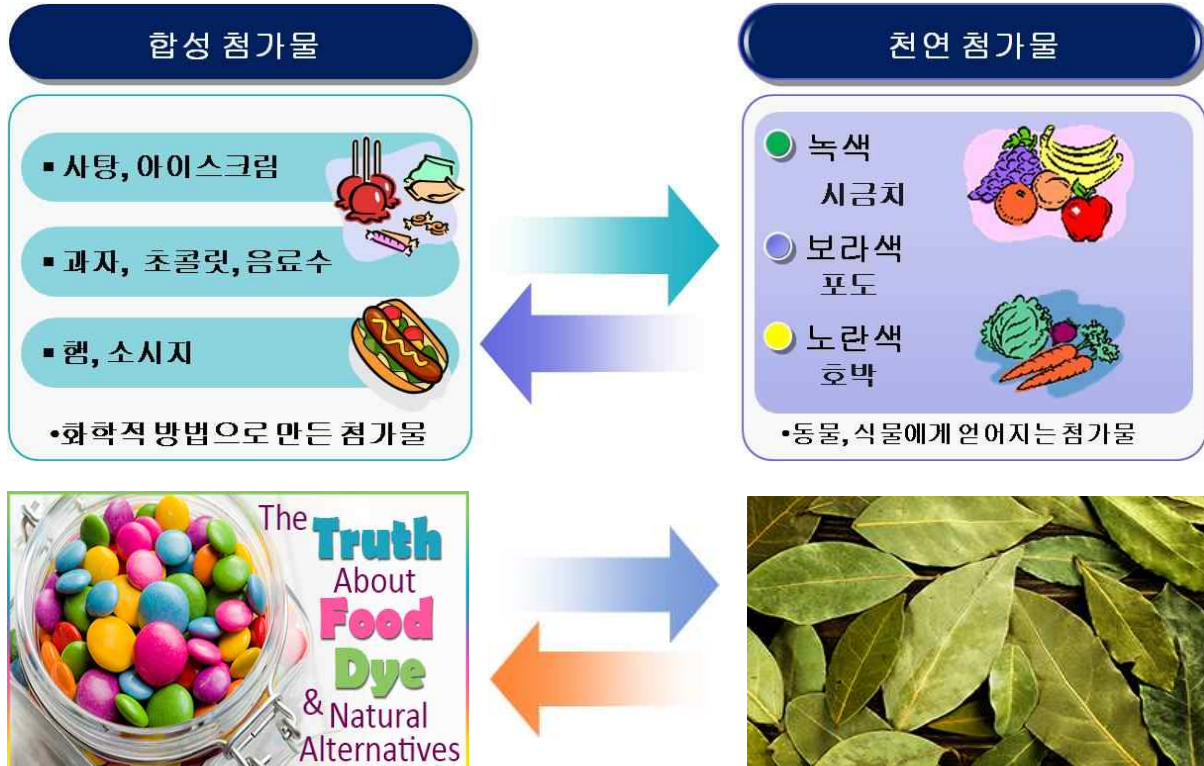 합성 첨가물
▪ 사탕, 아이스크림
▪ 과자, 초콜릿, 음료수
▪ 햄, 소시지
•화학적 방법으로 만든 첨가물
천연 첨가물
녹색
시금치
보라색
포도
노란색
호박
•동물,식물에게 얻어지는 첨가물
The
Truth
About
Food
Dye
& Natural
Alternatives